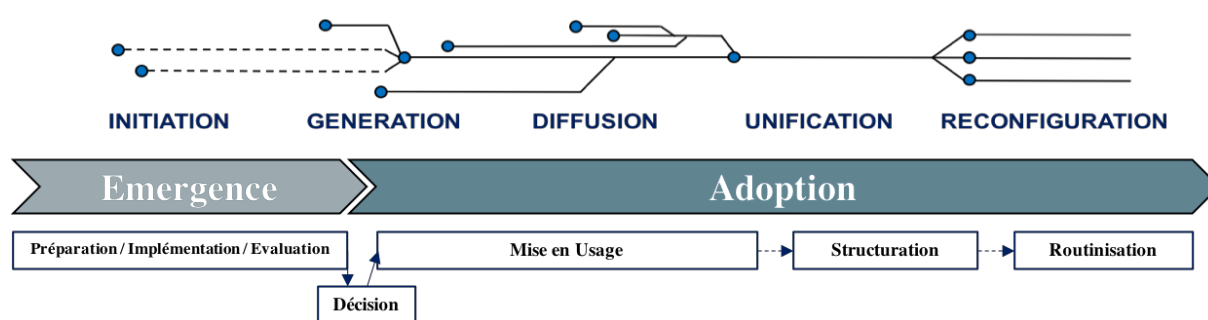 INITIATION GENERATION DIFFUSION UNIFICATION RECONFIGURATION
Emergence Adoption
Préparation / Implémentation / Evaluation Mise en Usage Structuration Routinisation
Décision